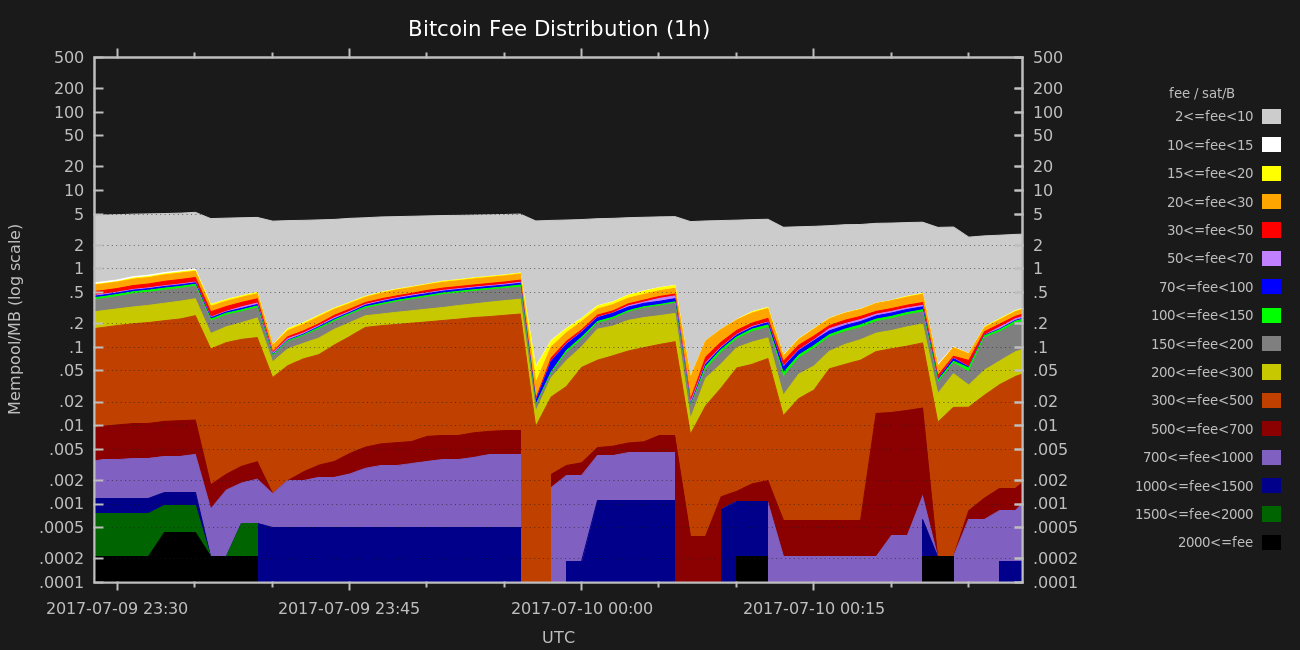 Bitcoin Fee Distribution (1h)
500 500
200 200
100 100
50 50
20 20
10 10
5 5
2 2
1 1
.5 .5
.2 .2
.1 .1
.05 .05
.02 .02
.01 .01
.005 .005
.002 .002
.001 .001
.0005 .0005
.0002 .0002
.0001 .0001
Mempool/MB (log scale)
2017-07-09 23:30 2017-07-09 23:45 2017-07-10 00:00 2017-07-10 00:15
UTC
fee / sat/B
2<=fee<10
10<=fee<15
15<=fee<20
20<=fee<30
30<=fee<50
50<=fee<70
70<=fee<100
100<=fee<150
150<=fee<200
200<=fee<300
300<=fee<500
500<=fee<700
700<=fee<1000
1000<=fee<1500
1500<=fee<2000
2000<=fee